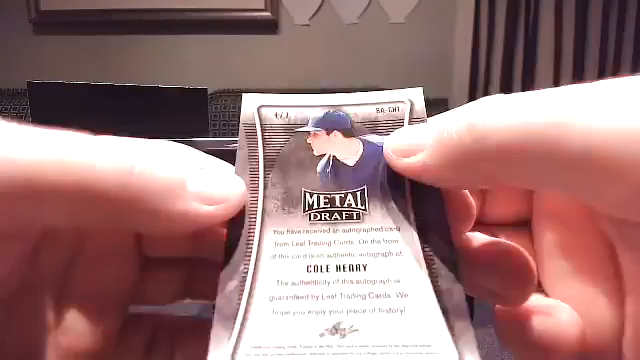 BA-CH1
METAL
DRAFT
You have received an autographed card
from Leaf Trading Cards. On the front
of this card is an authentic autograph of
COLE HENRY
The authenticity of this autograph is
guaranteed by Leaf Trading Cards. We
hope you enjoy your piece of history!